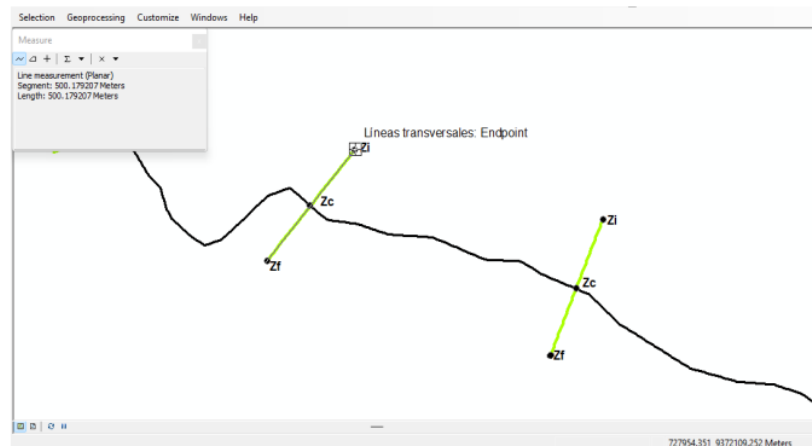 Selection Geoprocessing Customize Windows Help
Measure
Line measurement (Planar)
Segment: 500.179207 Meters
Length: 500.179207 Meters
Líneas transversales: Endpoint
Zi
Zc
Zf
Zi
Zc
Zf
727954.351 9372109.252 Meters